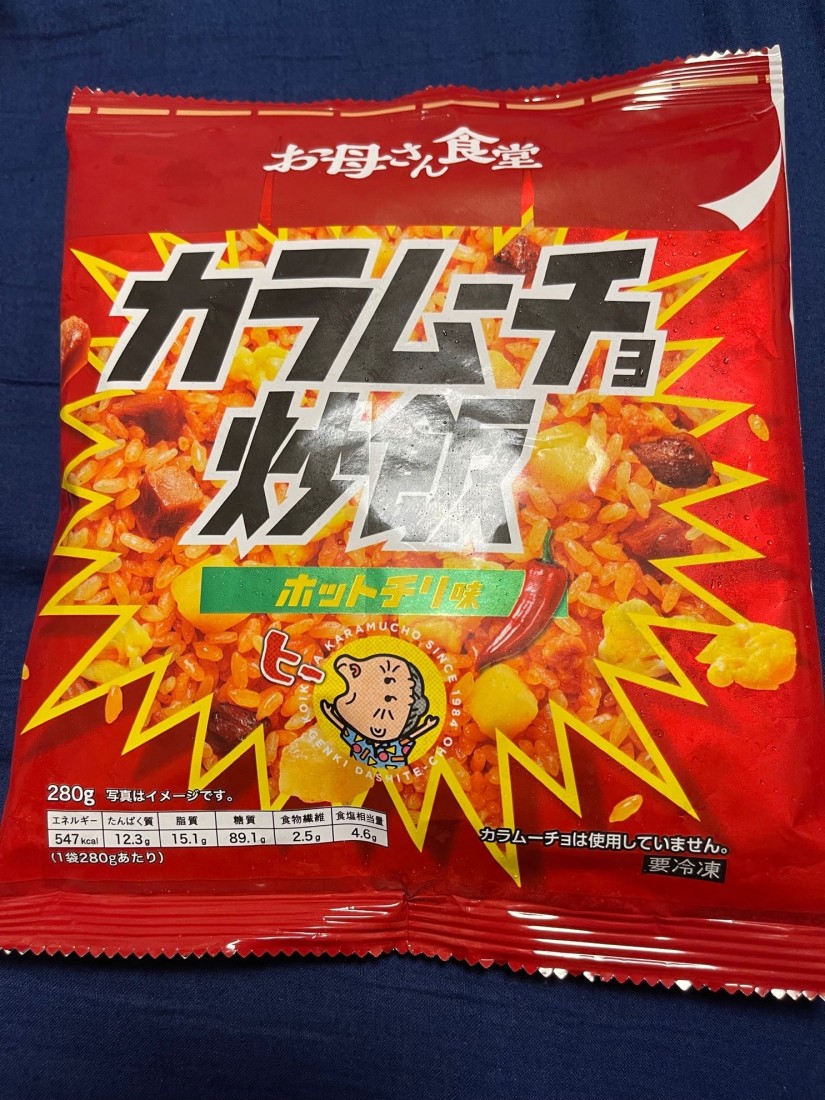 お母さん食堂
カラムーチョ
炒飯
ホットチリ味
ヒー
KOIKEYA KARAMUCHO SINCE 1984
GENKI DASHITE-CHO
280g 写真はイメージです。
エネルギー たんぱく質 脂質 糖質 食物繊維 食塩相当量
547kcal 12.3g 15.1g 89.1g 2.5g 4.6g
(1袋280gあたり)
カラムーチョは使用していません。
要冷凍